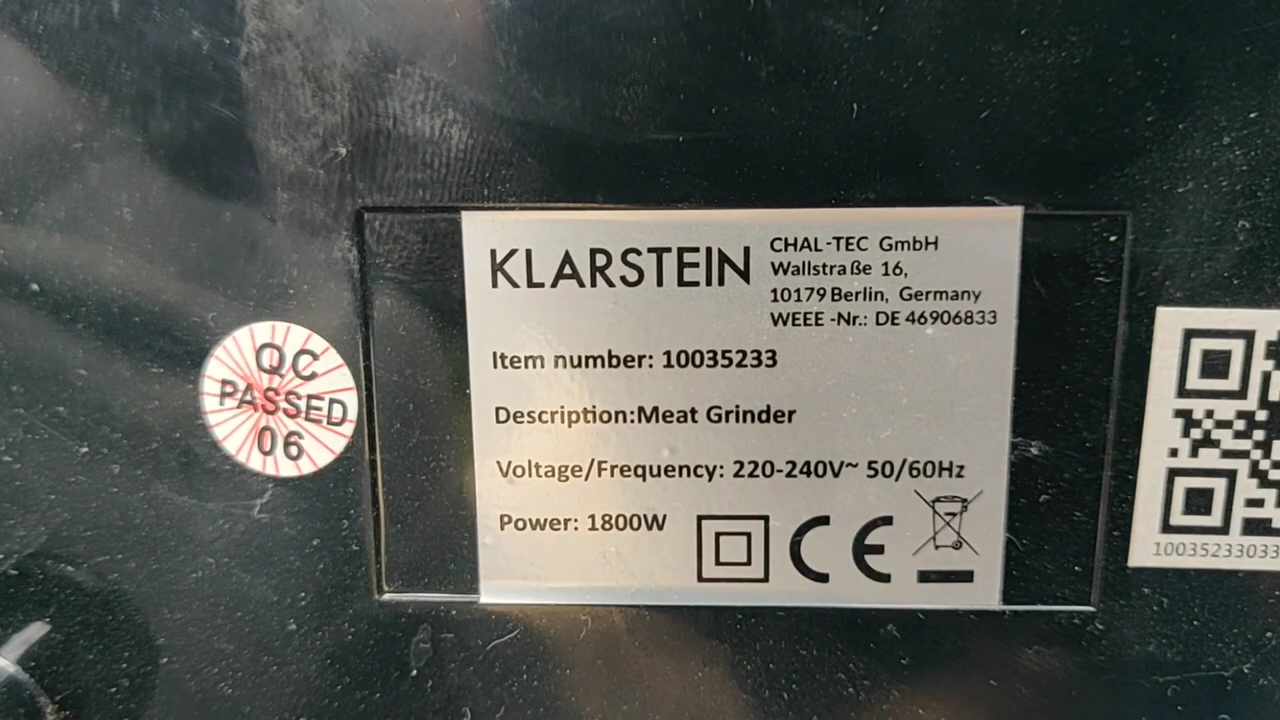 QC
PASSED
06
KLARSTEIN
CHAL-TEC GmbH
Wallstraße 16,
10179 Berlin, Germany
WEEE -Nr.: DE 46906833
Item number: 10035233
Description:Meat Grinder
Voltage/Frequency: 220-240V~ 50/60Hz
Power: 1800W
CE
10035233033